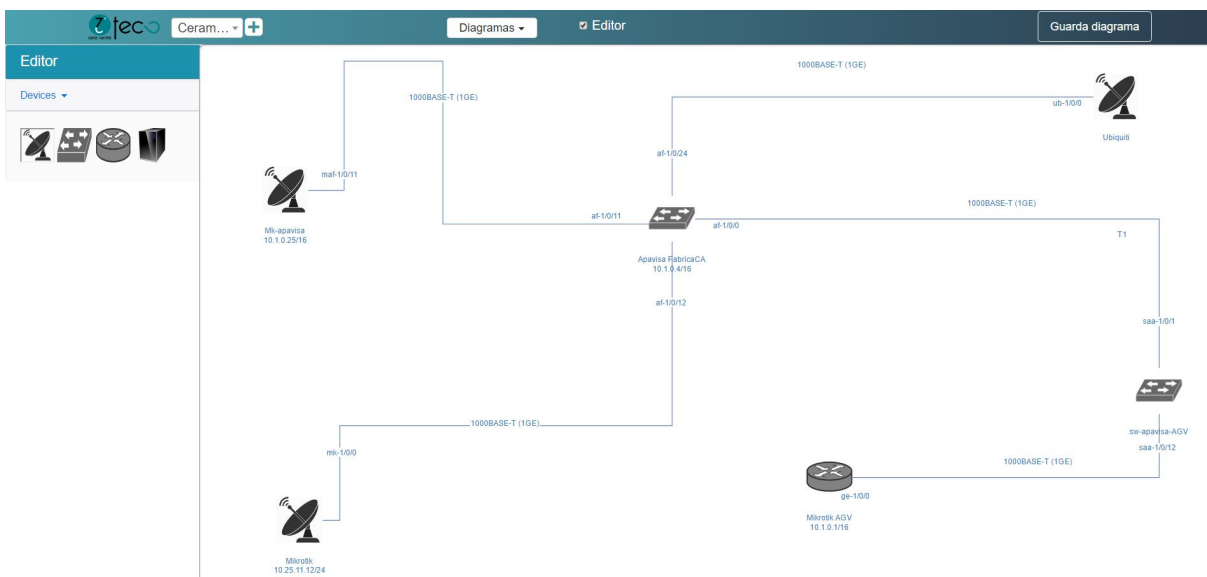 tec
Ceram...
Diagramas
Editor
Guarda diagrama
Editor
Devices
1000BASE-T (1GE)
1000BASE-T (1GE)
ub-1/0/0
Ubiquiti
af-1/0/24
maf-1/0/11
1000BASE-T (1GE)
af-1/0/11
af-1/0/0
Mk-apavisa
10.1.0.25/16
T1
Apavisa FabricaCA
10.1.0.4/16
af-1/0/12
saa-1/0/1
1000BASE-T (1GE)
sw-apavisa-AGV
mk-1/0/0
saa-1/0/12
1000BASE-T (1GE)
ge-1/0/0
Mikrotik AGV
10.1.0.1/16
Mikrotik
10.25.11.12/24